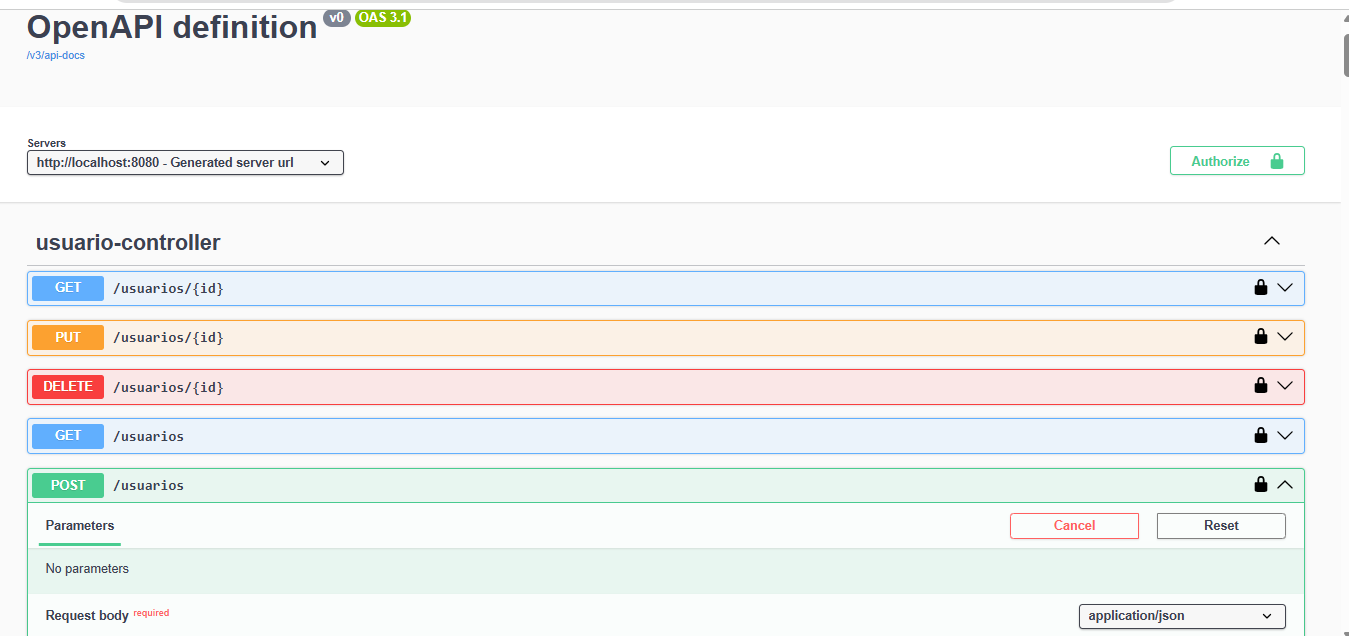 OpenAPI definition v0 OAS 3.1
/v3/api-docs
Servers
http://localhost:8080 - Generated server url
Authorize
usuario-controller
GET /usuarios/{id}
PUT /usuarios/{id}
DELETE /usuarios/{id}
GET /usuarios
POST /usuarios
Parameters Cancel Reset
No parameters
Request body required application/json